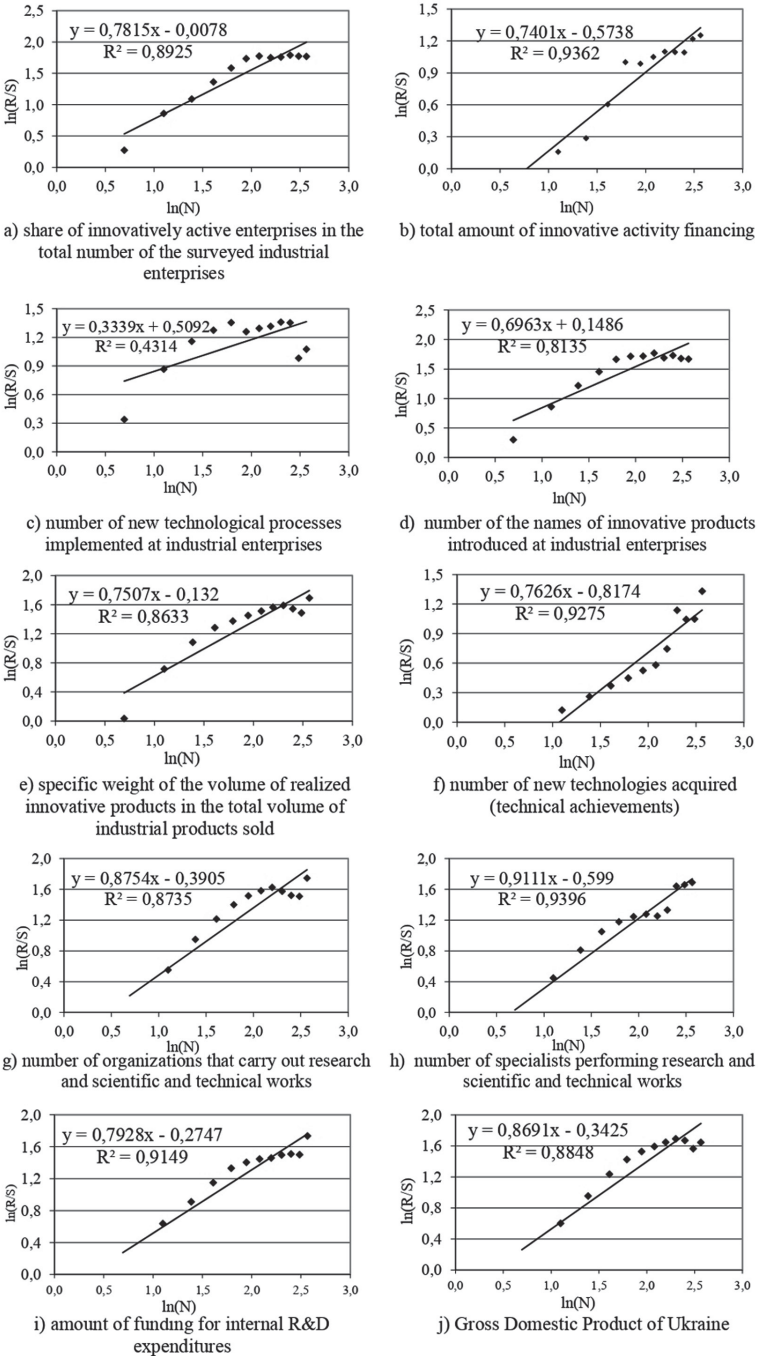 y = 0,7815x - 0,0078
R² = 0,8925
ln(R/S)
2,5
2,0
1,5
1,0
0,5
0,0
0,0 0,5 1,0 1,5 2,0 2,5 3,0
ln(N)
a) share of innovatively active enterprises in the
total number of the surveyed industrial
enterprises
y = 0,7401x - 0,5738
R² = 0,9362
ln(R/S)
1,5
1,2
0,9
0,6
0,3
0,0
0,0 0,5 1,0 1,5 2,0 2,5 3,0
ln(N)
b) total amount of innovative activity financing
y = 0,3339x + 0,5092
R² = 0,4314
ln(R/S)
1,5
1,2
0,9
0,6
0,3
0,0
0,0 0,5 1,0 1,5 2,0 2,5 3,0
ln(N)
c) number of new technological processes
implemented at industrial enterprises
y = 0,6963x + 0,1486
R² = 0,8135
ln(R/S)
2,5
2,0
1,5
1,0
0,5
0,0
0,0 0,5 1,0 1,5 2,0 2,5 3,0
ln(N)
d) number of the names of innovative products
introduced at industrial enterprises
y = 0,7507x - 0,132
R² = 0,8633
ln(R/S)
2,0
1,6
1,2
0,8
0,4
0,0
0,0 0,5 1,0 1,5 2,0 2,5 3,0
ln(N)
e) specific weight of the volume of realized
innovative products in the total volume of
industrial products sold
y = 0,7626x - 0,8174
R² = 0,9275
ln(R/S)
1,5
1,2
0,9
0,6
0,3
0,0
0,0 0,5 1,0 1,5 2,0 2,5 3,0
ln(N)
f) number of new technologies acquired
(technical achievements)
y = 0,8754x - 0,3905
R² = 0,8735
ln(R/S)
2,0
1,6
1,2
0,8
0,4
0,0
0,0 0,5 1,0 1,5 2,0 2,5 3,0
ln(N)
g) number of organizations that carry out research
and scientific and technical works
y = 0,9111x - 0,599
R² = 0,9396
ln(R/S)
2,0
1,6
1,2
0,8
0,4
0,0
0,0 0,5 1,0 1,5 2,0 2,5 3,0
ln(N)
h) number of specialists performing research and
scientific and technical works
y = 0,7928x - 0,2747
R² = 0,9149
ln(R/S)
2,0
1,6
1,2
0,8
0,4
0,0
0,0 0,5 1,0 1,5 2,0 2,5 3,0
ln(N)
i) amount of funding for internal R&D
expenditures
y = 0,8691x - 0,3425
R² = 0,8848
ln(R/S)
2,0
1,6
1,2
0,8
0,4
0,0
0,0 0,5 1,0 1,5 2,0 2,5 3,0
ln(N)
j) Gross Domestic Product of Ukraine